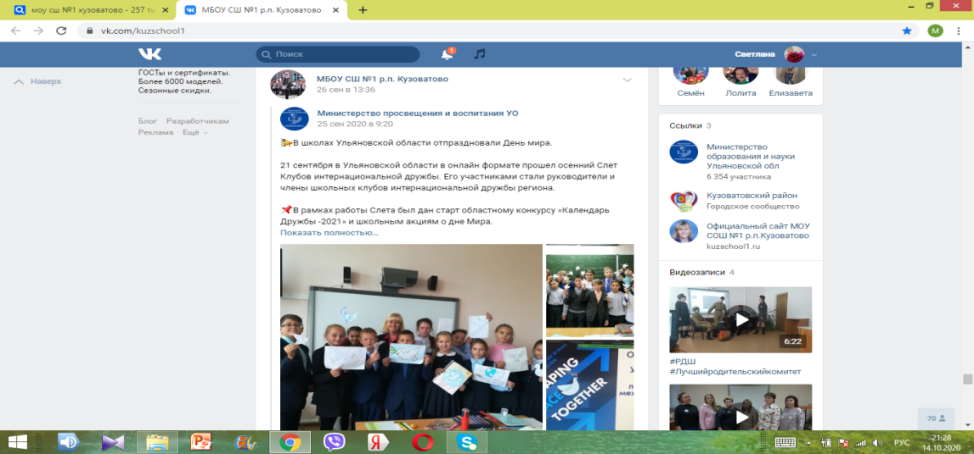 моу сш №1 кузоватово - 257 ты
МБОУ СШ №1 р.п. Кузоватово
vk.com/kuzschool1
M
Поиск
1
Светлана
Наверх
ГОСТы и сертификаты.
Более 6000 моделей.
Сезонные скидки.
Блог Разработчикам
Реклама Ещё
МБОУ СШ №1 р.п. Кузоватово
26 сен в 13:36
Министерство просвещения и воспитания УО
25 сен 2020 в 9:20
В школах Ульяновской области отпраздновали День мира.
21 сентября в Ульяновской области в онлайн формате прошел осенний Слет
Клубов интернациональной дружбы. Его участниками стали руководители и
члены школьных клубов интернациональной дружбы региона.
В рамках работы Слета был дан старт областному конкурсу «Календарь
Дружбы -2021» и школьным акциям о дне Мира.
Показать полностью...
APING
ACE
TOGETHER
Семён Лолита Елизавета
Ссылки 3
Министерство
образования и науки
Ульяновской обл
6 354 участника
Кузоватовский район
Городское сообщество
Официальный сайт МОУ
СОШ №1 р.п.Кузоватово
kuzschool1.ru
Видеозаписи 4
6:22
#РДШ
#Лучшийродительскийкомитет
70
РУС
21:28
14.10.2020